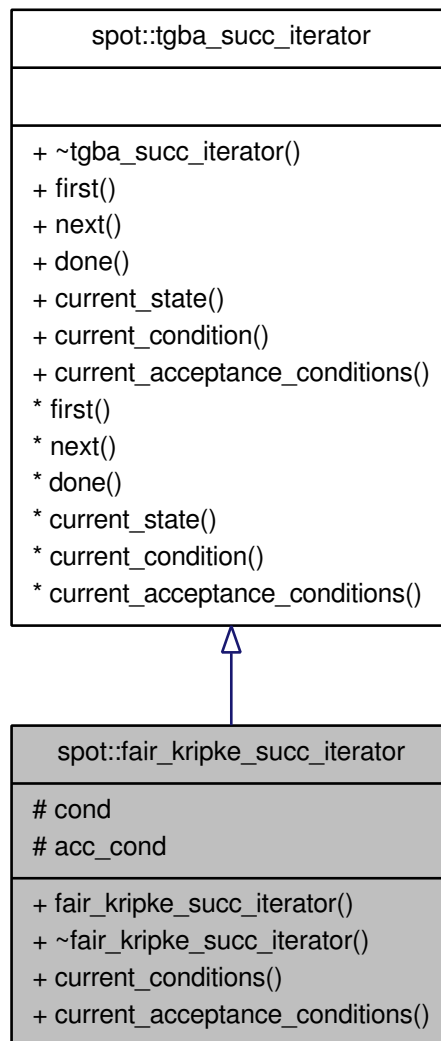 spot::tgba_succ_iterator
+ ~tgba_succ_iterator()
+ first()
+ next()
+ done()
+ current_state()
+ current_condition()
+ current_acceptance_conditions()
* first()
* next()
* done()
* current_state()
* current_condition()
* current_acceptance_conditions()
spot::fair_kripke_succ_iterator
# cond
# acc_cond
+ fair_kripke_succ_iterator()
+ ~fair_kripke_succ_iterator()
+ current_conditions()
+ current_acceptance_conditions()